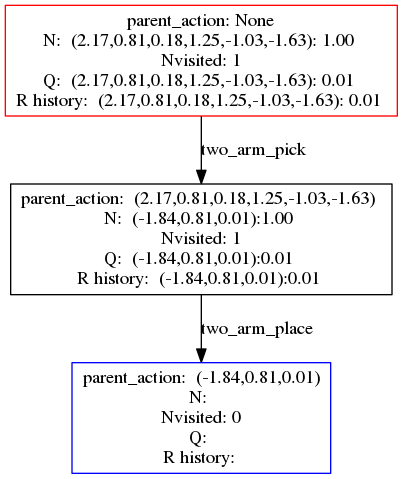 parent_action: None
N:  (2.17,0.81,0.18,1.25,-1.03,-1.63): 1.00
Nvisited: 1
Q:  (2.17,0.81,0.18,1.25,-1.03,-1.63): 0.01
R history:  (2.17,0.81,0.18,1.25,-1.03,-1.63): 0.01
two_arm_pick
parent_action:  (2.17,0.81,0.18,1.25,-1.03,-1.63)
N:  (-1.84,0.81,0.01):1.00
Nvisited: 1
Q:  (-1.84,0.81,0.01):0.01
R history:  (-1.84,0.81,0.01):0.01
two_arm_place
parent_action:  (-1.84,0.81,0.01)
N:
Nvisited: 0
Q:
R history: